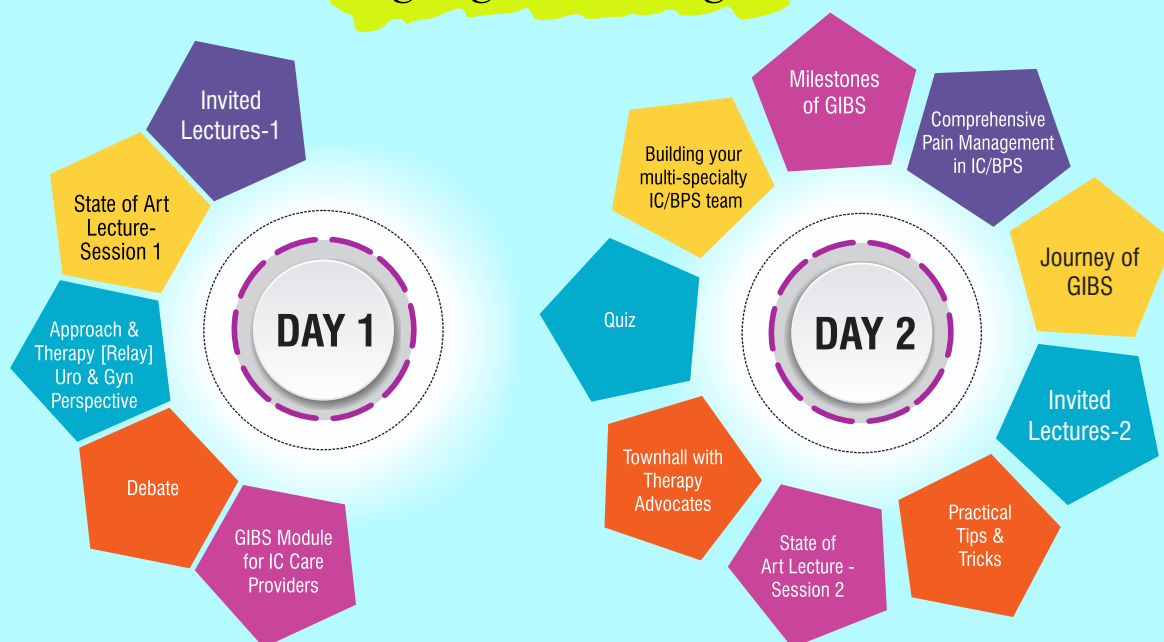 Invited
Lectures-1
State of Art
Lecture-
Session 1
Approach &
Therapy [Relay]
Uro & Gyn
Perspective
Debate
GIBS Module
for IC Care
Providers
DAY 1
Milestones
of GIBS
Comprehensive
Pain Management
in IC/BPS
Journey of
GIBS
Invited
Lectures-2
Practical
Tips &
Tricks
State of
Art Lecture -
Session 2
Townhall with
Therapy
Advocates
Quiz
Building your
multi-specialty
IC/BPS team
DAY 2